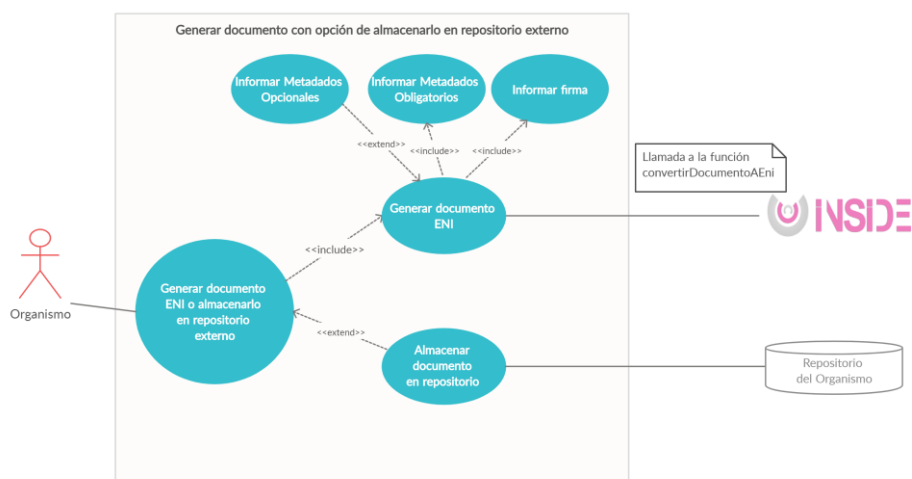 Generar documento con opción de almacenarlo en repositorio externo
Informar Metadados
Opcionales
Informar Metadados
Obligatorios
Informar firma
<<extend>>
<<include>>
<<include>>
Llamada a la función
convertirDocumentoAEni
Generar documento
ENI
INSIDE
<<include>>
Organismo
Generar documento
ENI o almacenarlo
en repositorio
externo
<<extend>>
Almacenar
documento
en repositorio
Repositorio
del Organismo